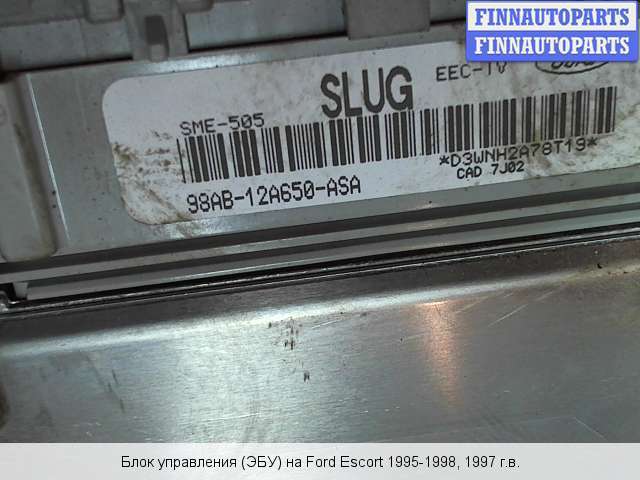 FINNAUTOPARTS
FINNAUTOPARTS
SLUG
EEC-IV
Ford
SME-505
*D3WNH2A78T19*
98AB-12A650-ASA
CAD 7J02
Блок управления (ЭБУ) на Ford Escort 1995-1998, 1997 г.в.